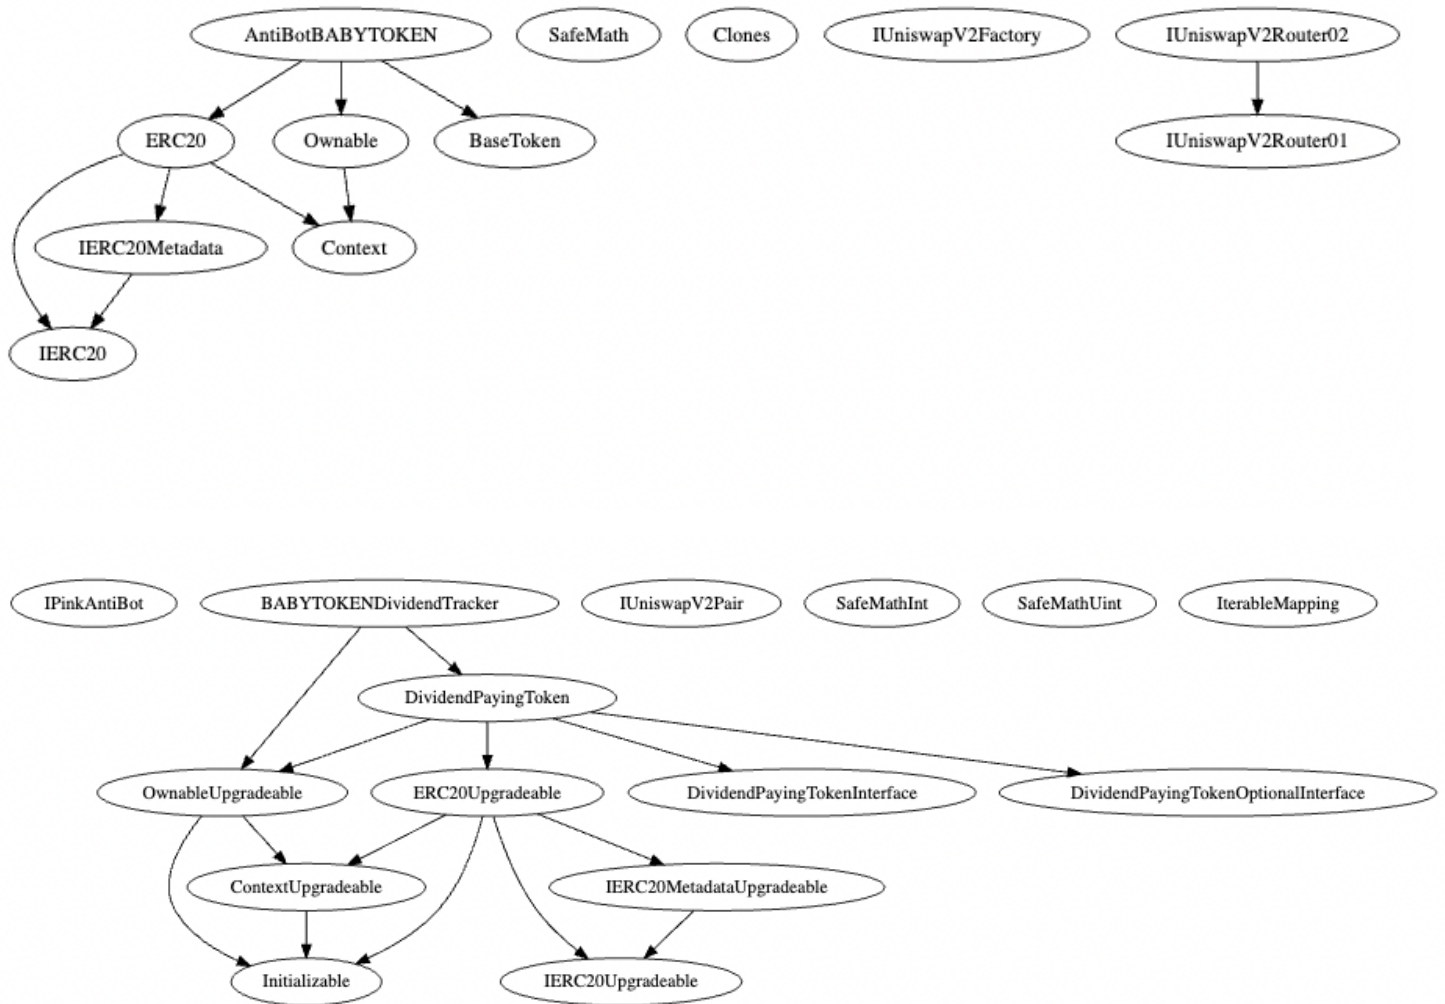 AntiBotBABYTOKEN
SafeMath
Clones
IUniswapV2Factory
IUniswapV2Router02
ERC20
Ownable
BaseToken
IUniswapV2Router01
IERC20Metadata
Context
IERC20
IPinkAntiBot
BABYTOKENDividendTracker
IUniswapV2Pair
SafeMathInt
SafeMathUint
IterableMapping
DividendPayingToken
OwnableUpgradeable
ERC20Upgradeable
DividendPayingTokenInterface
DividendPayingTokenOptionalInterface
ContextUpgradeable
IERC20MetadataUpgradeable
Initializable
IERC20Upgradeable